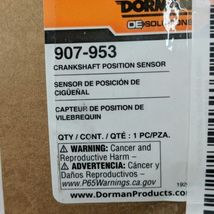 DORMAN
OE SOLUTIONS
907-953
CRANKSHAFT POSITION SENSOR
SENSOR DE POSICIÓN DE
CIGÜEÑAL
CAPTEUR DE POSITION DE
VILEBREQUIN
QTY / CCNT. / QTÉ : 1 PC/PZA.
WARNING: Cancer and
Reproductive Harm –
ADVERTENCIA: Cáncer y
Daños Reproductivos –
www.P65Warnings.ca.gov
www.DormanProducts.co